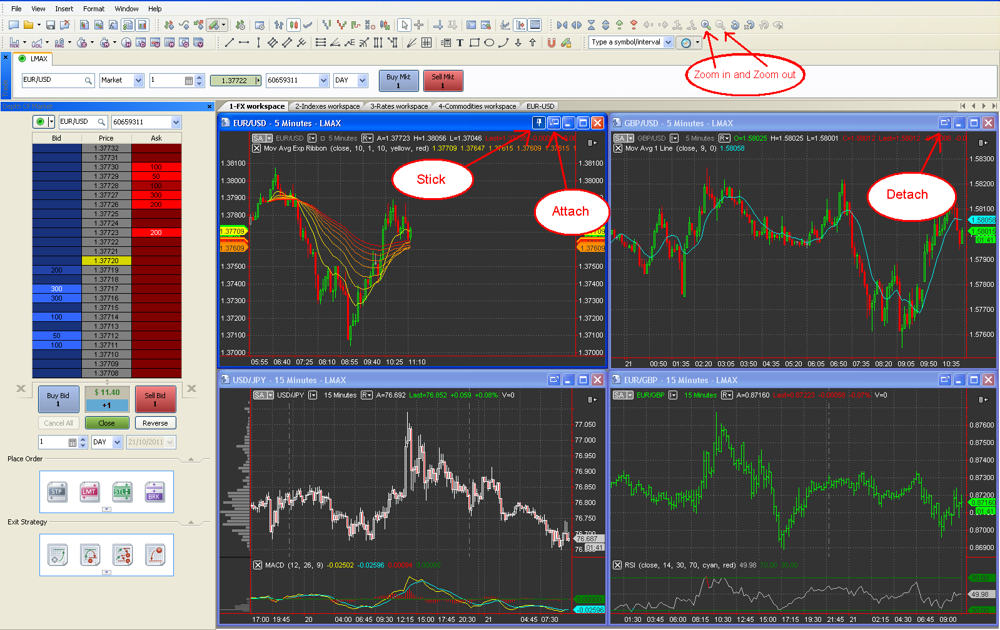 File View Insert Format Window Help
Type a symbol/interval
LMAX
Trade
EUR/USD Market 1 1.37722 60659311 DAY Buy Mkt 1 Sell Mkt 1
Zoom in and Zoom out
Depth Of Market
1-FX workspace 2-Indexes workspace 3-Rates workspace 4-Commodities workspace EUR-USD
EUR/USD 60659311
Bid Price Ask
1.37732
1.37731
1.37730 100
1.37729 50
1.37728 100
1.37727 300
1.37726 200
1.37725
1.37724
1.37723 200
1.37722
1.37721
1.37720
200 1.37719
1.37718
300 1.37717
300 1.37716
1.37715
100 1.37714
1.37713
50 1.37712
100 1.37711
1.37710
1.37709
1.37708
Buy Bid 1 $ 11.40 +1 Sell Bid 1
Cancel All Close Reverse
1 DAY 21/10/2011
Place Order
STP LMT STL BRK
Exit Strategy
EUR/USD - 5 Minutes - LMAX
SA EUR/USD 5 Minutes R A=1.37723 H=1.38056 L=1.37046
Mov Avg Exp Ribbon (close, 10, 1, 10, yellow, red) 1.37709 1.37647 1.37615 1.37609
Stick
Attach
1.38100 1.38100
1.38000
1.37900
1.37800
1.37709
1.37609 1.37609
1.37500 1.37500
1.37400 1.37400
1.37300 1.37300
1.37200 1.37200
1.37100 1.37100
1.37000 1.37000
05:55 06:40 07:25 08:10 08:55 09:40 10:25 11:10
GBP/USD - 5 Minutes - LMAX
SA GBP/USD 5 Minutes R O=1.58025 H=1.58025 L=1.58001 C=1.58012 Last=1.58012
Mov Avg 1 Line (close, 9, 0) 1.58058
Detach
1.58300
1.58200
1.58100
1.58058
1.58015
01:41
1.57900
1.57800
1.57700
1.57600
21 00:50 01:35 02:20 03:05 03:50 04:35 05:20 06:05 06:50 07:35 08:20 09:05 09:50 10:35
USD/JPY - 15 Minutes - LMAX
SA USD/JPY 15 Minutes R A=76.692 Last=76.852 +0.059 +0.08% V=0
77.050
77.000
76.950
76.900
76.850
76.800
76.750
76.700
76.687
01:41
MACD (12, 26, 9) -0.02502 -0.02596 0.00094 0.00000
0.00000
-0.02596
17:00 19:45 20 04:00 06:45 09:30 12:15 15:00 17:45 20:30 21 04:45 07:30
EUR/GBP - 15 Minutes - LMAX
SA EUR/GBP 15 Minutes R A=0.87160 Last=0.87223 -0.00058 -0.07% V=0
0.87600
0.87500
0.87400
0.87300
0.87200
0.87160
01:41
0.87000
0.86900
RSI (close, 14, 30, 70, cyan, red) 49.98 70.00 30.00
70.00
49.98
30.00
01:30 03:45 06:00 08:15 10:30 12:45 15:00 17:15 19:30 21:45 21 02:15 04:30 06:45 09:00